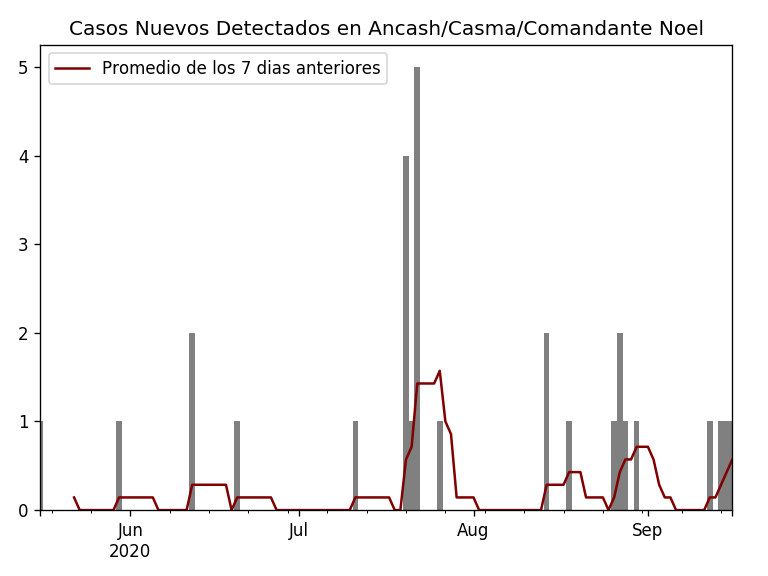 Casos Nuevos Detectados en Ancash/Casma/Comandante Noel
Promedio de los 7 dias anteriores
5
4
3
2
1
0
Jun
2020
Jul
Aug
Sep